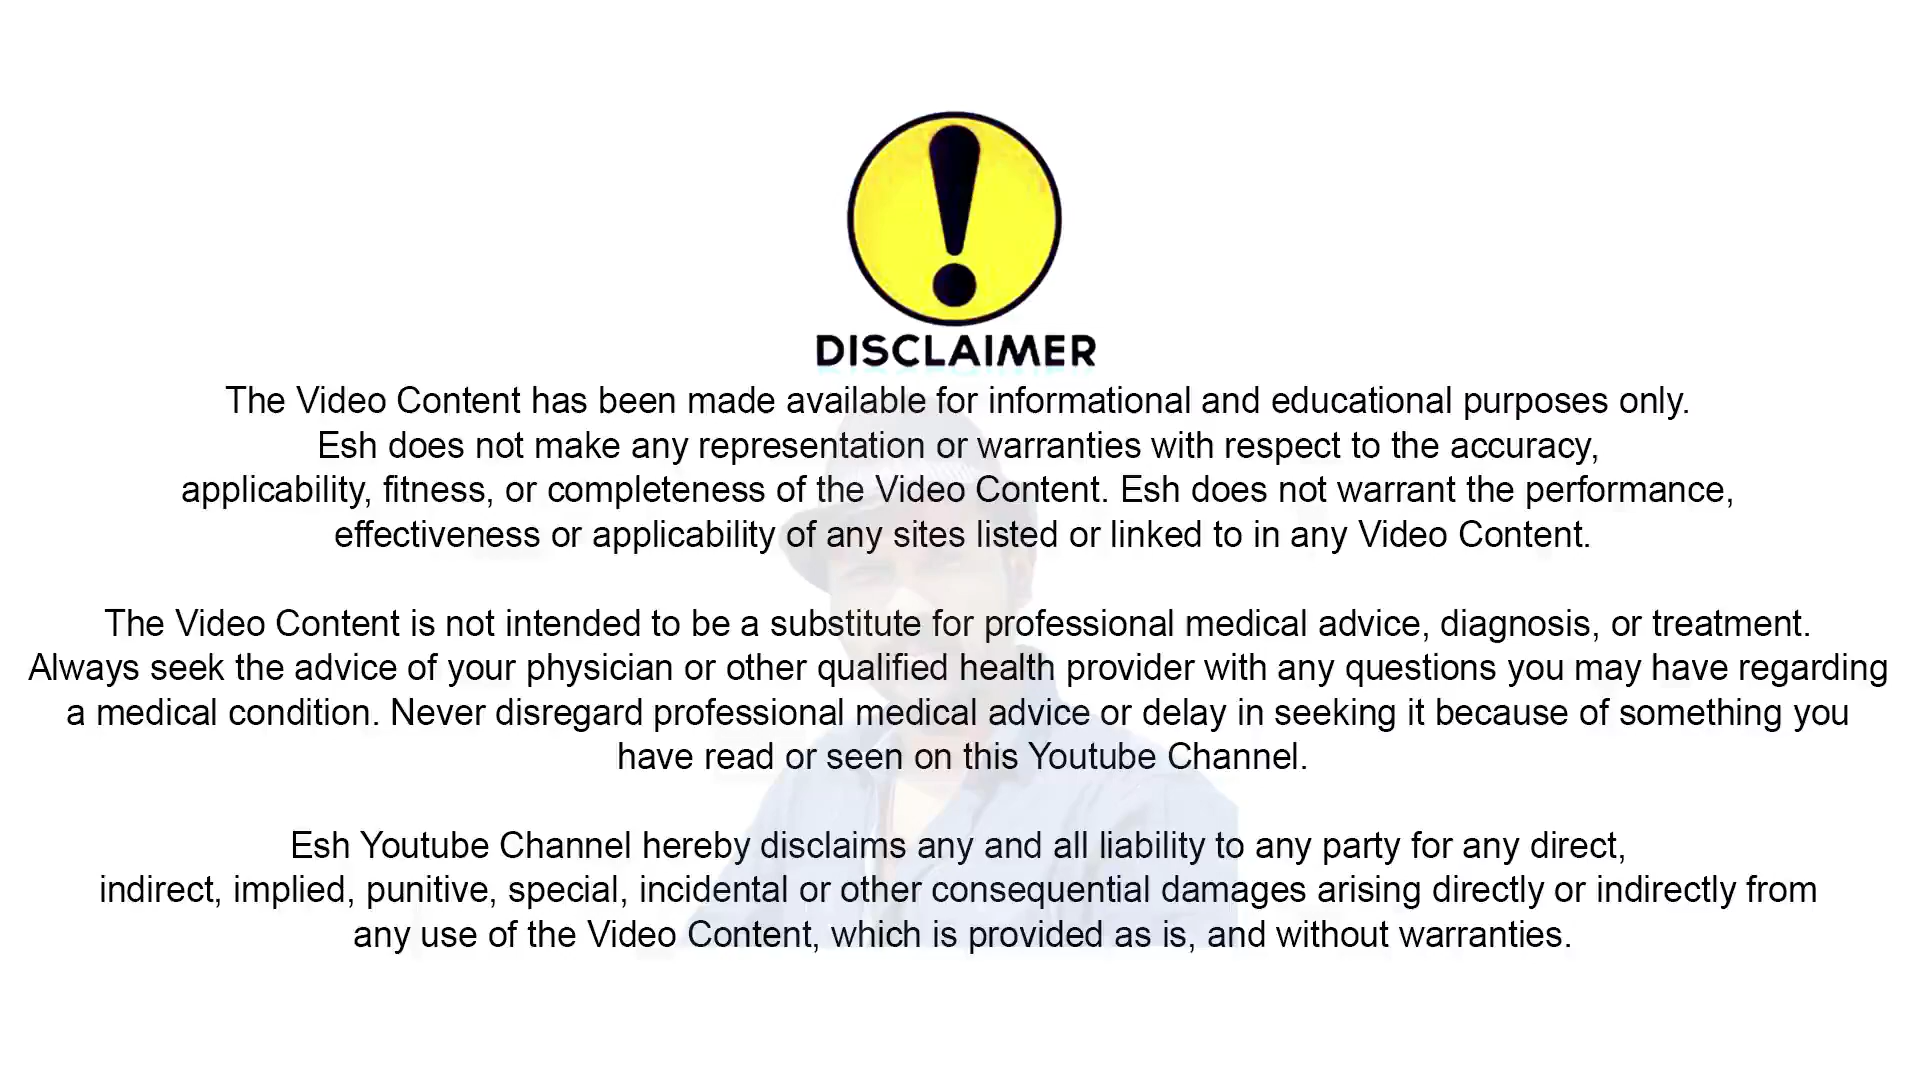 DISCLAIMER
The Video Content has been made available for informational and educational purposes only.
Esh does not make any representation or warranties with respect to the accuracy,
applicability, fitness, or completeness of the Video Content. Esh does not warrant the performance,
effectiveness or applicability of any sites listed or linked to in any Video Content.
The Video Content is not intended to be a substitute for professional medical advice, diagnosis, or treatment.
Always seek the advice of your physician or other qualified health provider with any questions you may have regarding
a medical condition. Never disregard professional medical advice or delay in seeking it because of something you
have read or seen on this Youtube Channel.
Esh Youtube Channel hereby disclaims any and all liability to any party for any direct,
indirect, implied, punitive, special, incidental or other consequential damages arising directly or indirectly from
any use of the Video Content, which is provided as is, and without warranties.